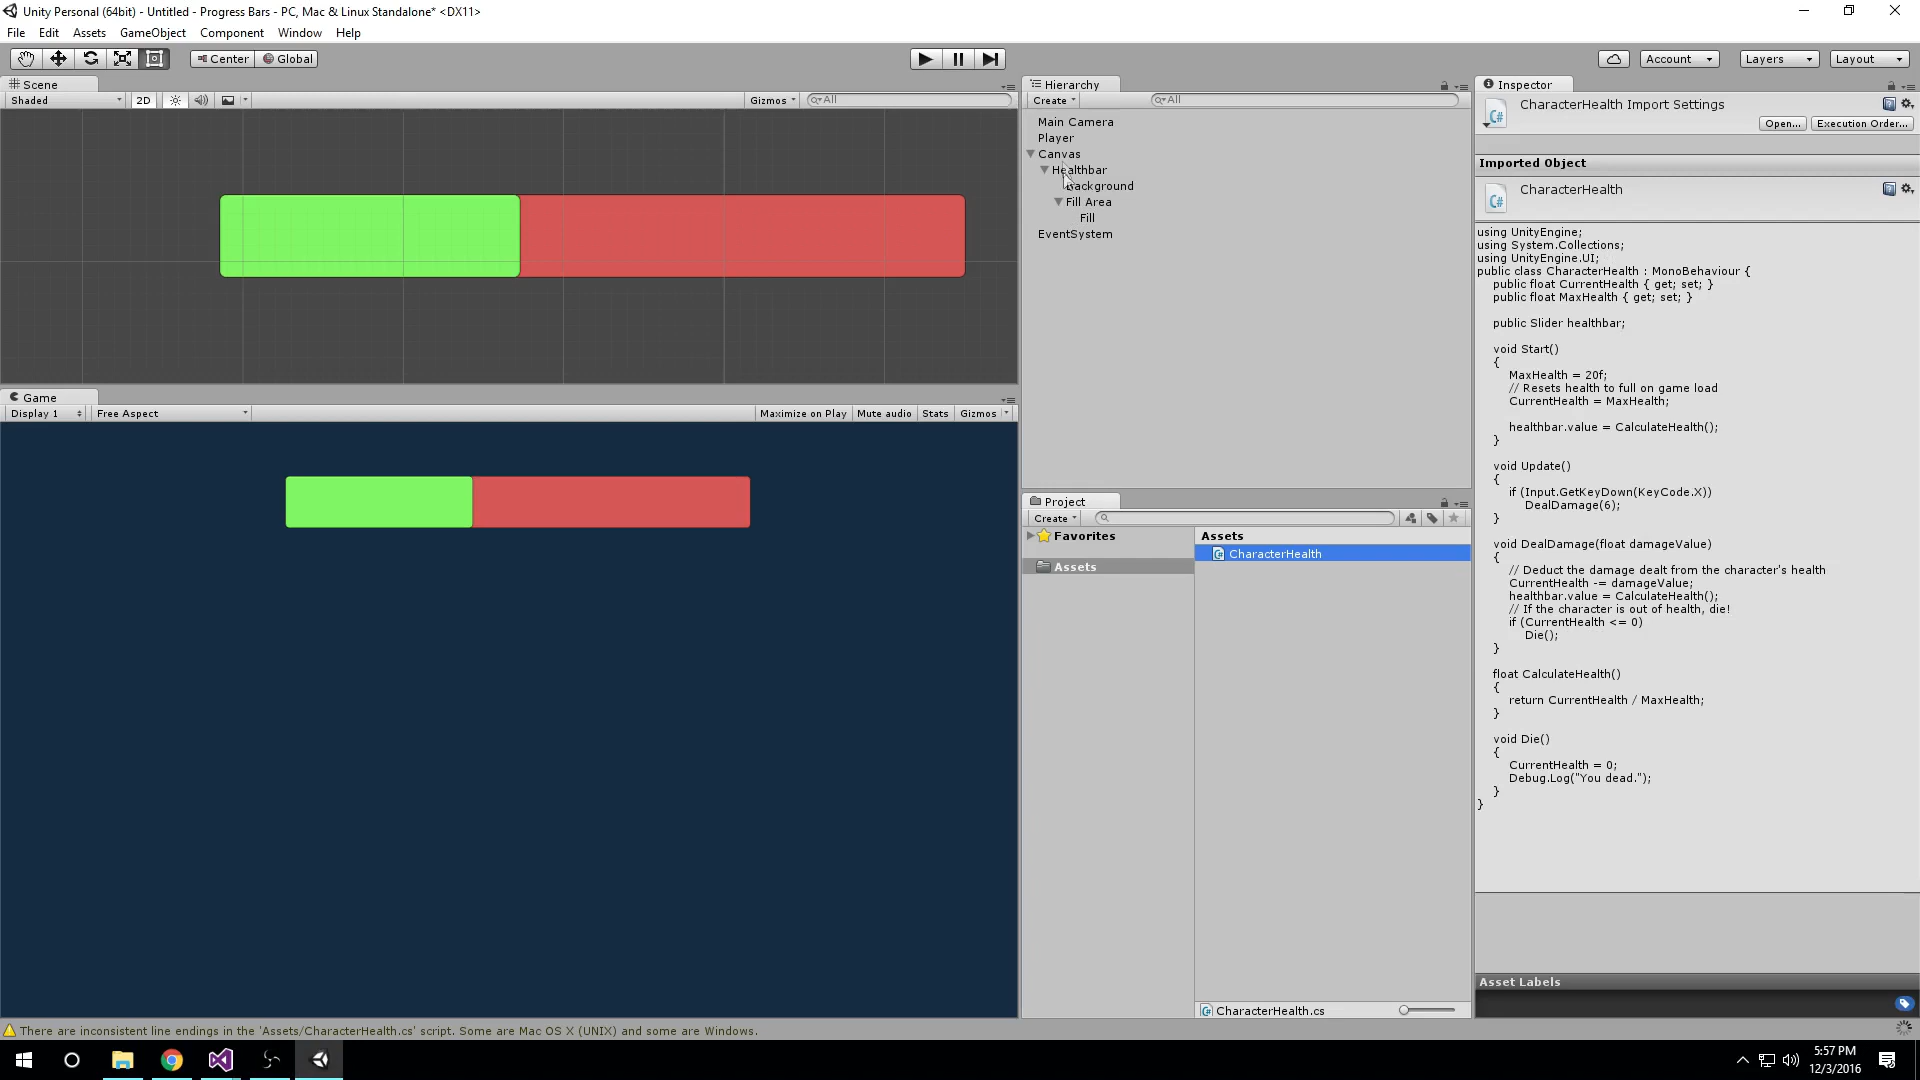 Unity Personal (64bit) - Untitled - Progress Bars - PC, Mac & Linux Standalone* <DX11>
File Edit Assets GameObject Component Window Help
Center Global Account Layers Layout
Scene
Shaded 2D Gizmos All
Game
Display 1 Free Aspect Maximize on Play Mute audio Stats Gizmos
Hierarchy
Create All
Main Camera
Player
Canvas
Healthbar
Background
Fill Area
Fill
EventSystem
Project
Create
Favorites
Assets
Assets
CharacterHealth
CharacterHealth.cs
Inspector
CharacterHealth Import Settings
Open... Execution Order...
Imported Object
CharacterHealth
using UnityEngine;
using System.Collections;
using UnityEngine.UI;
public class CharacterHealth : MonoBehaviour {
public float CurrentHealth { get; set; }
public float MaxHealth { get; set; }
public Slider healthbar;
void Start()
{
MaxHealth = 20f;
// Resets health to full on game load
CurrentHealth = MaxHealth;
healthbar.value = CalculateHealth();
}
void Update()
{
if (Input.GetKeyDown(KeyCode.X))
DealDamage(6);
}
void DealDamage(float damageValue)
{
// Deduct the damage dealt from the character's health
CurrentHealth -= damageValue;
healthbar.value = CalculateHealth();
// If the character is out of health, die!
if (CurrentHealth <= 0)
Die();
}
float CalculateHealth()
{
return CurrentHealth / MaxHealth;
}
void Die()
{
CurrentHealth = 0;
Debug.Log("You dead.");
}
}
Asset Labels
There are inconsistent line endings in the 'Assets/CharacterHealth.cs' script. Some are Mac OS X (UNIX) and some are Windows.
5:57 PM
12/3/2016